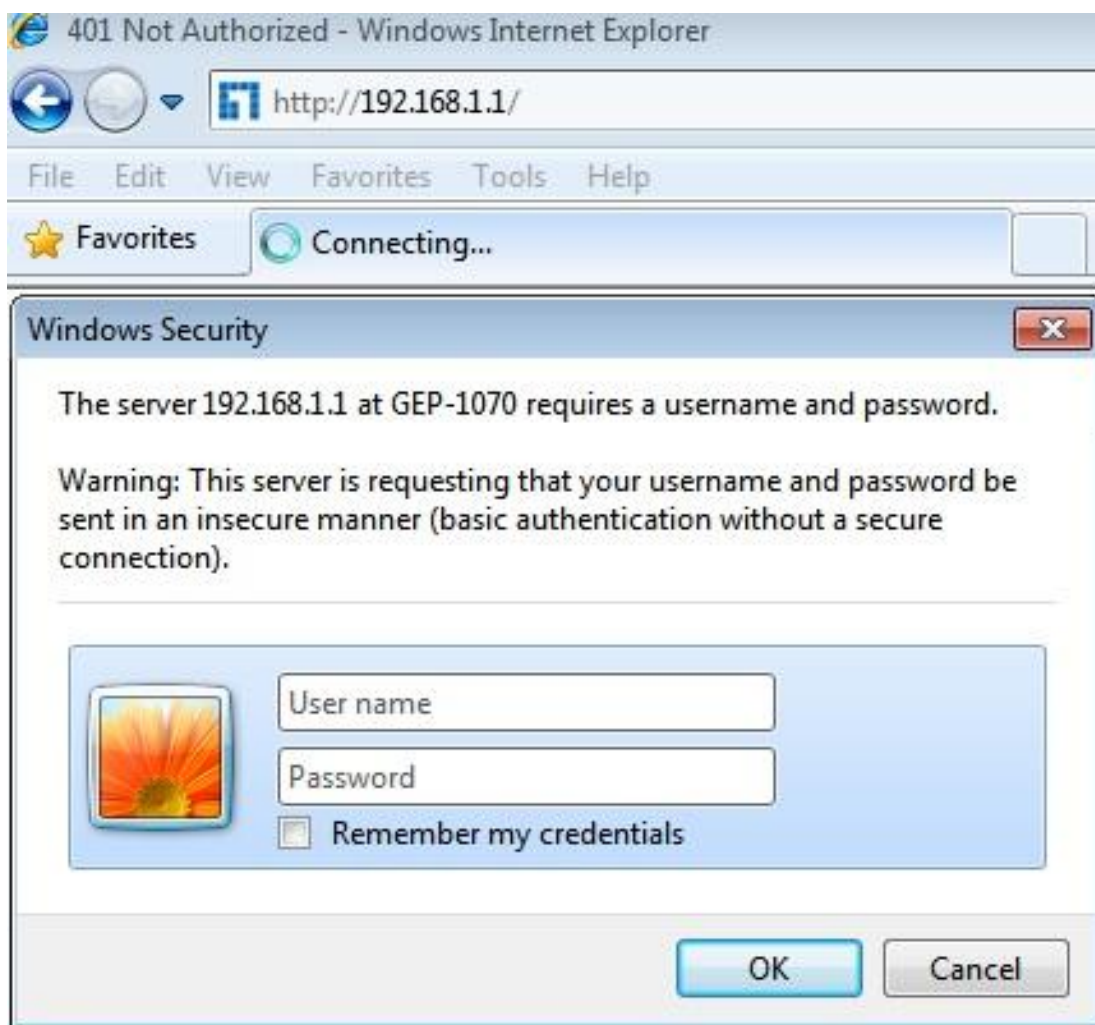 401 Not Authorized - Windows Internet Explorer
http://192.168.1.1/
File Edit View Favorites Tools Help
Favorites
Connecting...
Windows Security
The server 192.168.1.1 at GEP-1070 requires a username and password.
Warning: This server is requesting that your username and password be
sent in an insecure manner (basic authentication without a secure
connection).
User name
Password
Remember my credentials
OK Cancel